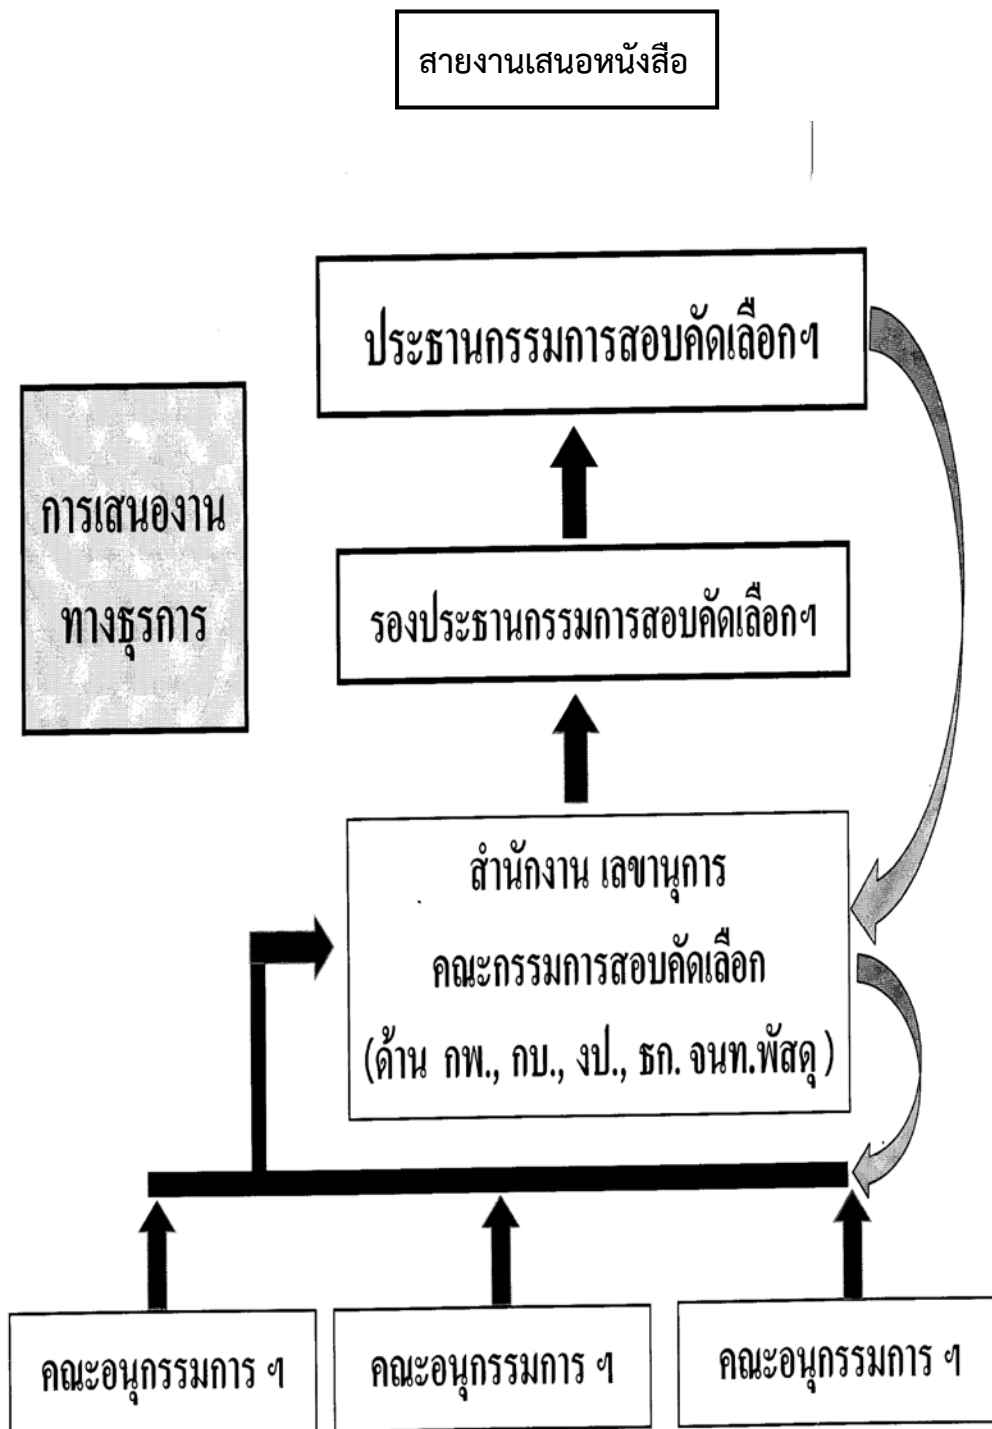 สายงานเสนอหนังสือ
ประธานกรรมการสอบคัดเลือกฯ
การเสนองาน
ทางธุรการ
รองประธานกรรมการสอบคัดเลือกฯ
สำนักงาน เลขานุการ
คณะกรรมการสอบคัดเลือก
(ด้าน กพ., กบ., งป., ธก. จนท.พัสดุ)
คณะอนุกรรมการ ฯ
คณะอนุกรรมการ ฯ
คณะอนุกรรมการ ฯ